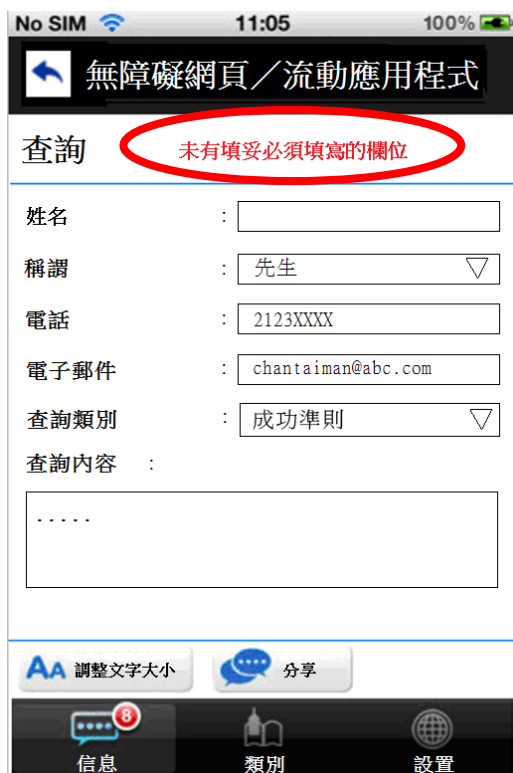 No SIM 11:05 100%
無障礙網頁／流動應用程式
查詢 未有填妥必須填寫的欄位
姓名 :
稱謂 : 先生
電話 : 2123XXXX
電子郵件 : chantaiman@abc.com
查詢類別 : 成功準則
查詢內容 :
.....
AA 調整文字大小 分享
8
信息 類別 設置